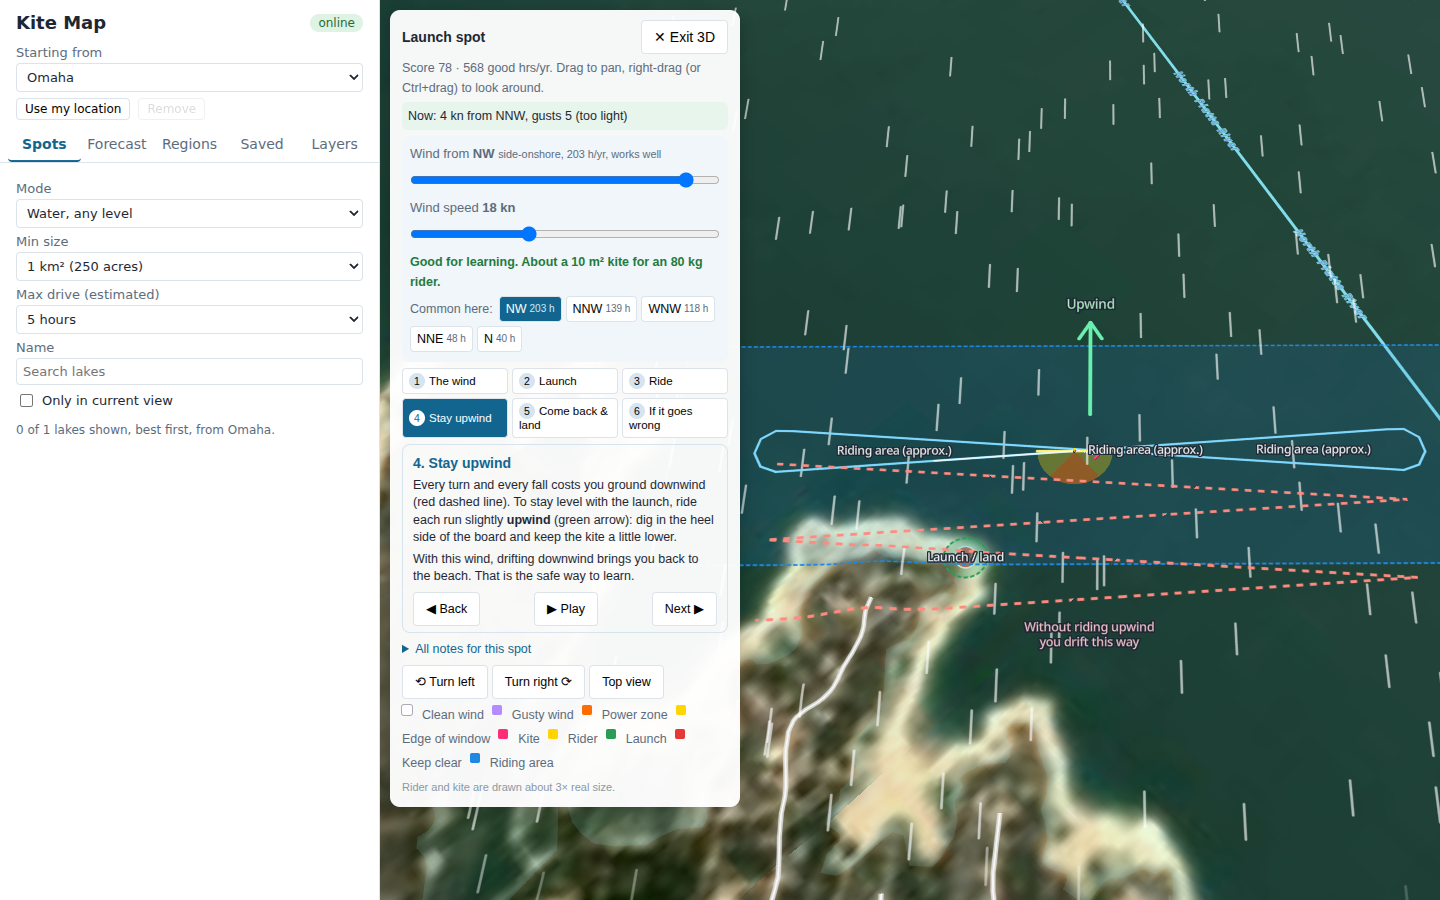 Kite Map
online
Starting from
Omaha
Use my location
Remove
Spots
Forecast
Regions
Saved
Layers
Mode
Water, any level
Min size
1 km² (250 acres)
Max drive (estimated)
5 hours
Name
Search lakes
Only in current view
0 of 1 lakes shown, best first, from Omaha.
Launch spot
✕ Exit 3D
Score 78 · 568 good hrs/yr. Drag to pan, right-drag (or
Ctrl+drag) to look around.
Now: 4 kn from NNW, gusts 5 (too light)
Wind from NW side-onshore, 203 h/yr, works well
Wind speed 18 kn
Good for learning. About a 10 m² kite for an 80 kg
rider.
Common here: NW 203 h NNW 139 h WNW 118 h
NNE 48 h N 40 h
1 The wind
2 Launch
3 Ride
4 Stay upwind
5 Come back &
land
6 If it goes
wrong
4. Stay upwind
Every turn and every fall costs you ground downwind
(red dashed line). To stay level with the launch, ride
each run slightly upwind (green arrow): dig in the heel
side of the board and keep the kite a little lower.
With this wind, drifting downwind brings you back to
the beach. That is the safe way to learn.
◀ Back
▶ Play
Next ▶
▶ All notes for this spot
⟲ Turn left
Turn right ⟳
Top view
Clean wind Gusty wind Power zone
Edge of window Kite Rider Launch
Keep clear Riding area
Rider and kite are drawn about 3× real size.
Upwind
Riding area (approx.)
Riding area (approx.)
Riding area (approx.)
Launch / land
Without riding upwind
you drift this way